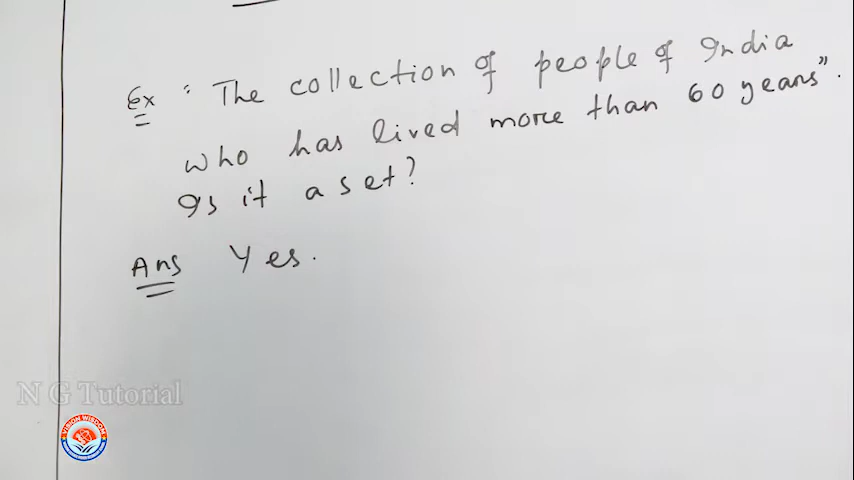 Ex : The collection of people of India
who has lived more than 60 years".
Is it a set?
Ans Yes.
N G Tutorial